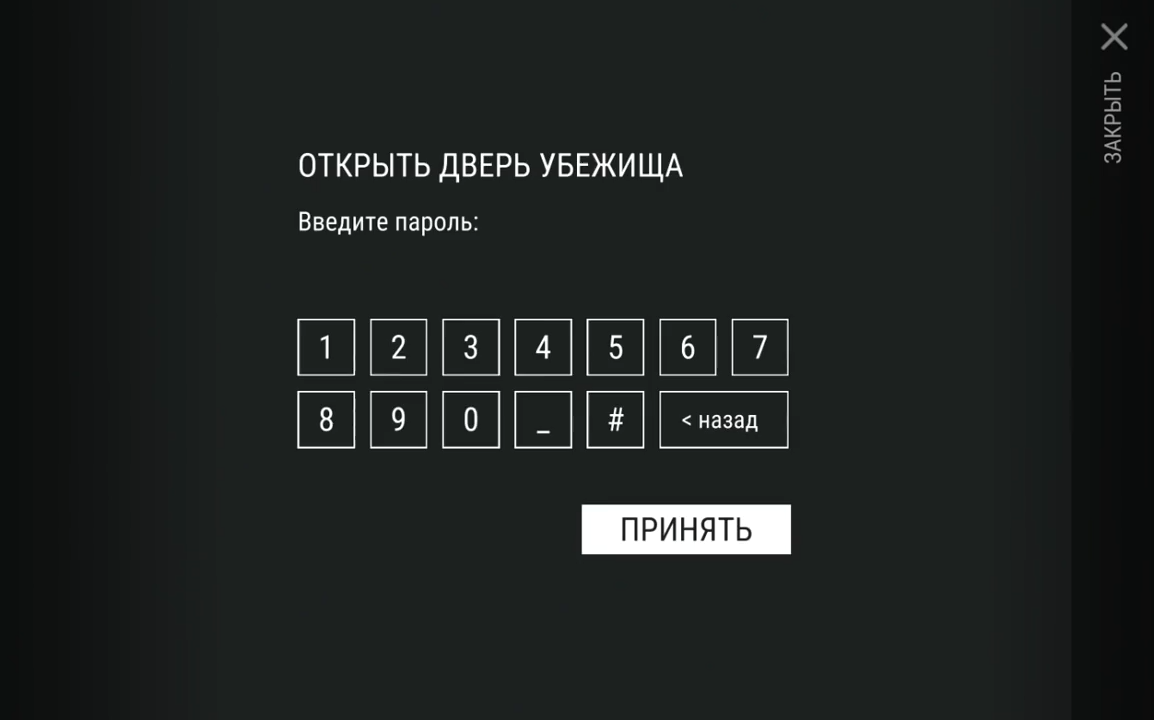 ЗАКРЫТЬ
ОТКРЫТЬ ДВЕРЬ УБЕЖИЩА
Введите пароль:
1 2 3 4 5 6 7
8 9 0 _ # < назад
ПРИНЯТЬ